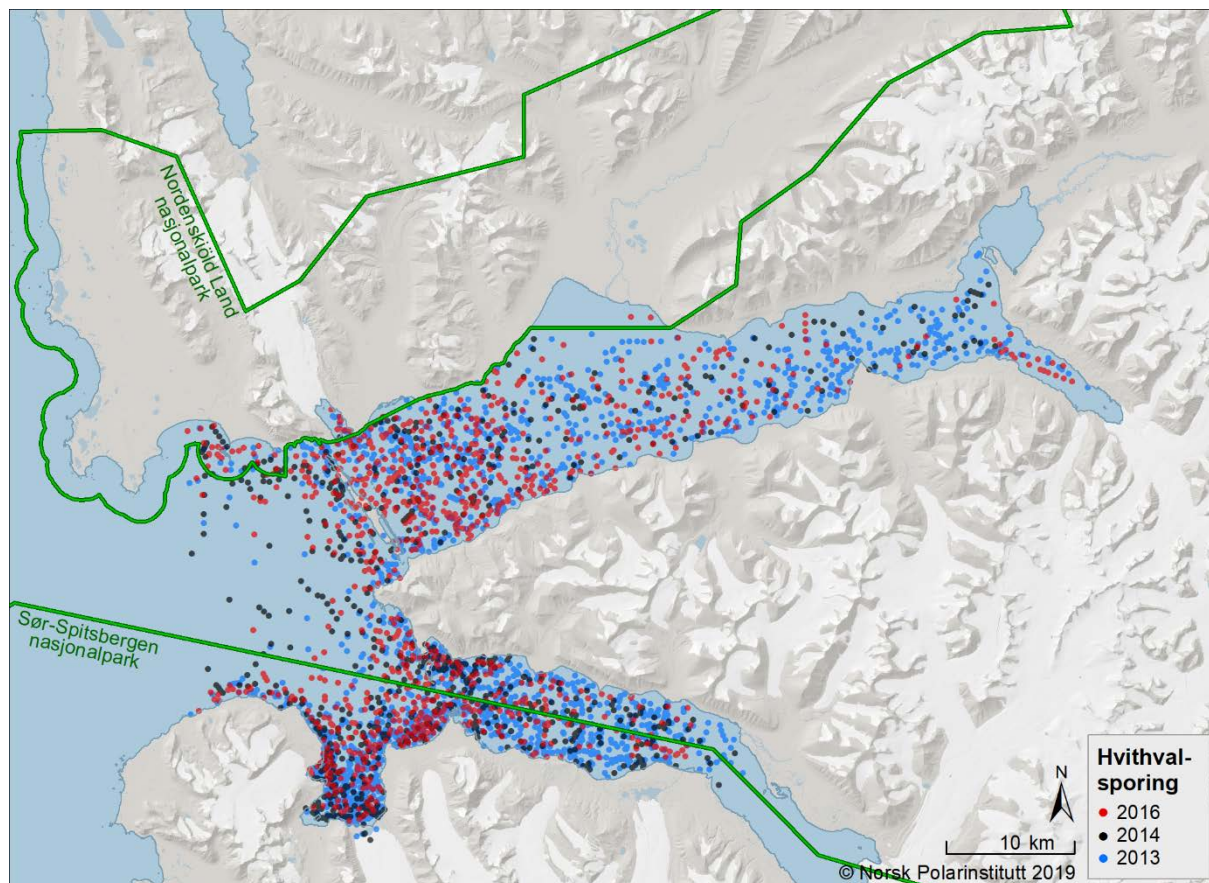 Nordenskiöld Land
nasjonalpark
Sør-Spitsbergen
nasjonalpark
Hvithval-
sporing
2016
2014
2013
N
10 km
© Norsk Polarinstitutt 2019